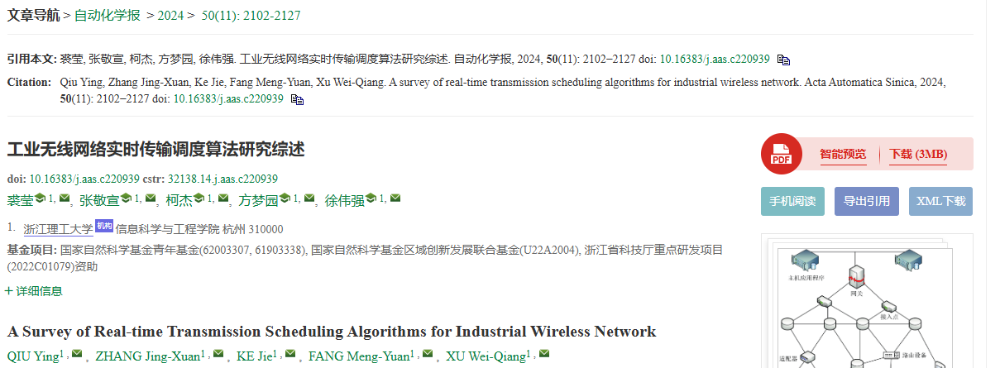 文章导航 > 自动化学报 > 2024 > 50(11): 2102-2127
引用本文: 裘莹, 张敬宣, 柯杰, 方梦园, 徐伟强. 工业无线网络实时传输调度算法研究综述. 自动化学报, 2024, 50(11): 2102−2127 doi: 10.16383/j.aas.c220939
Citation: Qiu Ying, Zhang Jing-Xuan, Ke Jie, Fang Meng-Yuan, Xu Wei-Qiang. A survey of real-time transmission scheduling algorithms for industrial wireless network. Acta Automatica Sinica, 2024,
50(11): 2102−2127 doi: 10.16383/j.aas.c220939
工业无线网络实时传输调度算法研究综述
doi: 10.16383/j.aas.c220939 cstr: 32138.14.j.aas.c220939
裘莹 1, , 张敬宣 1, , 柯杰 1, , 方梦园 1, , 徐伟强 1,
1. 浙江理工大学 机构 信息科学与工程学院 杭州 310000
基金项目: 国家自然科学基金青年基金(62003307, 61903338), 国家自然科学基金区域创新发展联合基金(U22A2004), 浙江省科技厅重点研发项目
(2022C01079)资助
+ 详细信息
A Survey of Real-time Transmission Scheduling Algorithms for Industrial Wireless Network
QIU Ying1, , ZHANG Jing-Xuan1, , KE Jie1, , FANG Meng-Yuan1, , XU Wei-Qiang1,
PDF 智能预览 下载 (3MB)
手机阅读 导出引用 XML下载
主机应用程序
网关
接入点
适配器 路由设备